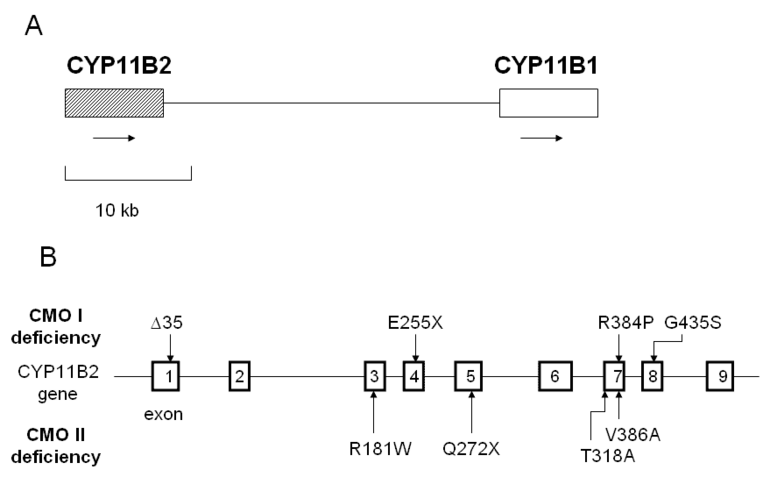 A
CYP11B2 CYP11B1
10 kb
B
CMO I
deficiency
Δ35 E255X R384P G435S
CYP11B2
gene
1 2 3 4 5 6 7 8 9
exon
CMO II
deficiency
R181W Q272X V386A
T318A